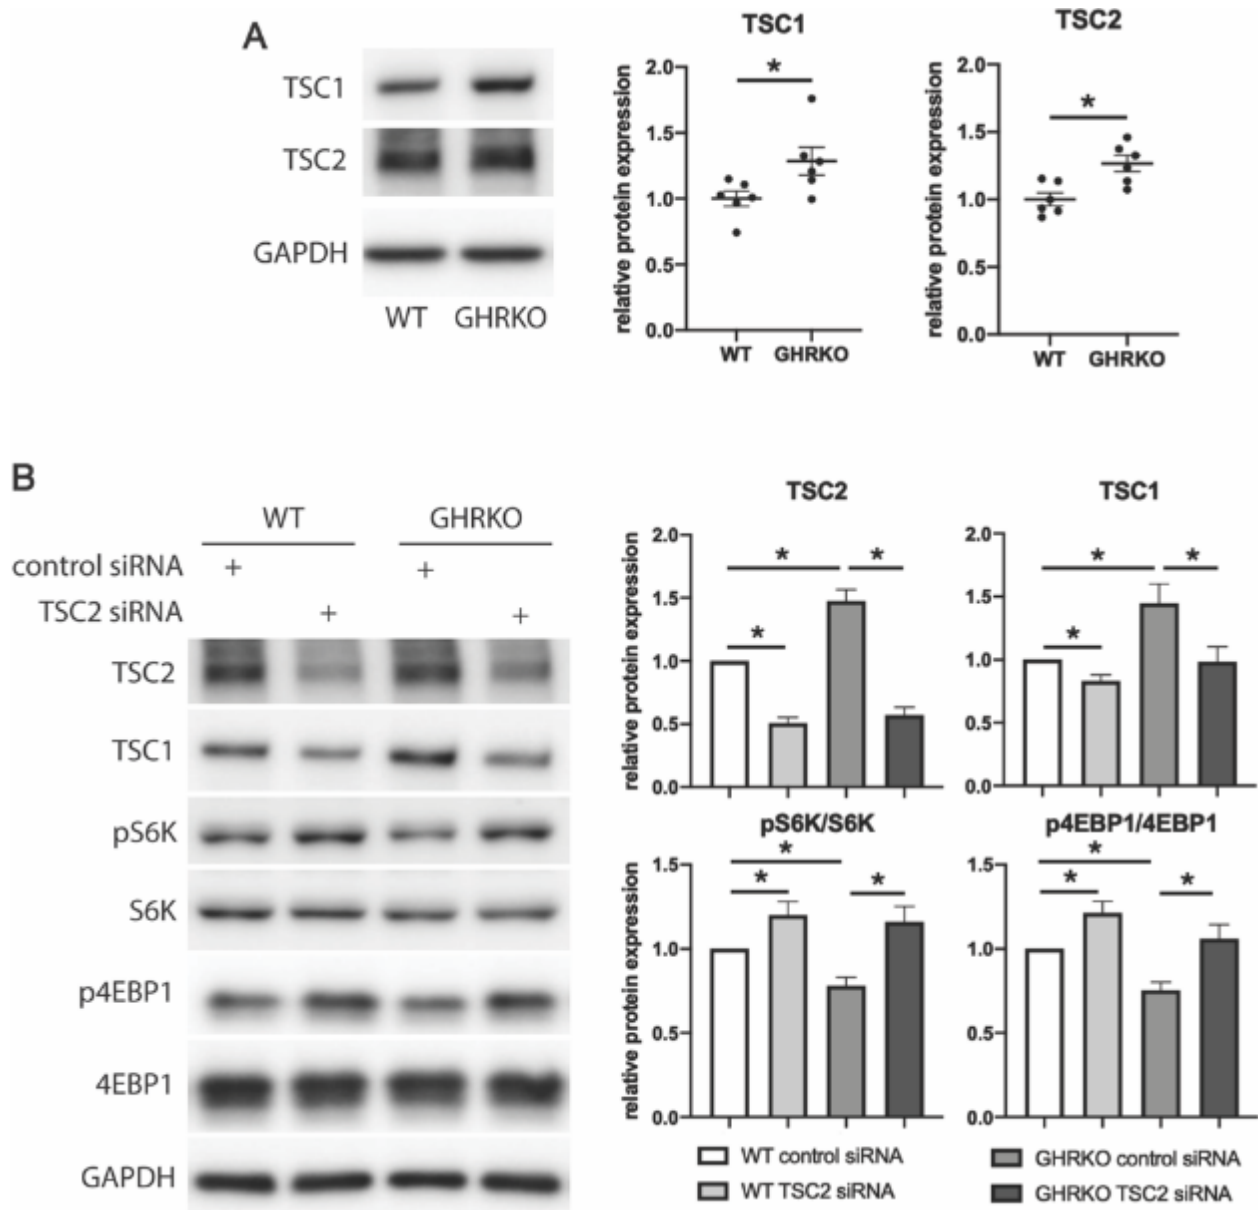 A
TSC1
TSC2
GAPDH
WT GHRKO
TSC1
relative protein expression
2.0
1.5
1.0
0.5
0.0
*
WT GHRKO
TSC2
relative protein expression
2.0
1.5
1.0
0.5
0.0
*
WT GHRKO
B
WT GHRKO
control siRNA + +
TSC2 siRNA + +
TSC2
TSC1
pS6K
S6K
p4EBP1
4EBP1
GAPDH
TSC2
relative protein expression
2.0
1.5
1.0
0.5
0.0
* * *
TSC1
2.0
1.5
1.0
0.5
0.0
* * *
pS6K/S6K
relative protein expression
1.5
1.0
0.5
0.0
* * *
p4EBP1/4EBP1
1.5
1.0
0.5
0.0
* * *
WT control siRNA
WT TSC2 siRNA
GHRKO control siRNA
GHRKO TSC2 siRNA